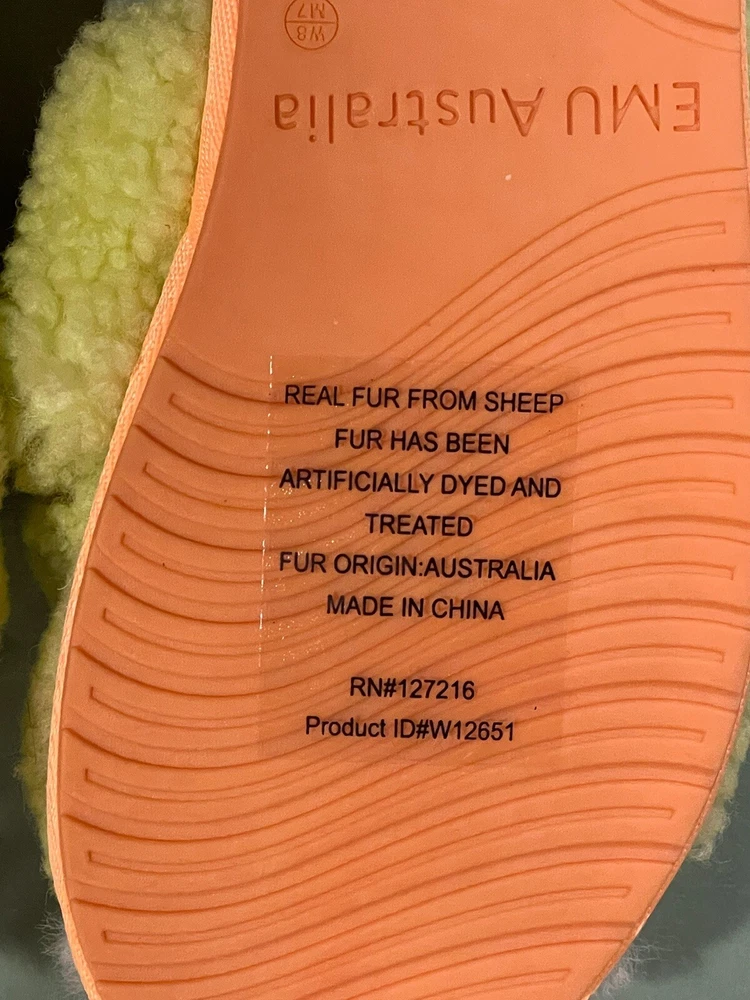 W8
M7
EMU Australia
REAL FUR FROM SHEEP
FUR HAS BEEN
ARTIFICIALLY DYED AND
TREATED
FUR ORIGIN:AUSTRALIA
MADE IN CHINA
RN#127216
Product ID#W12651